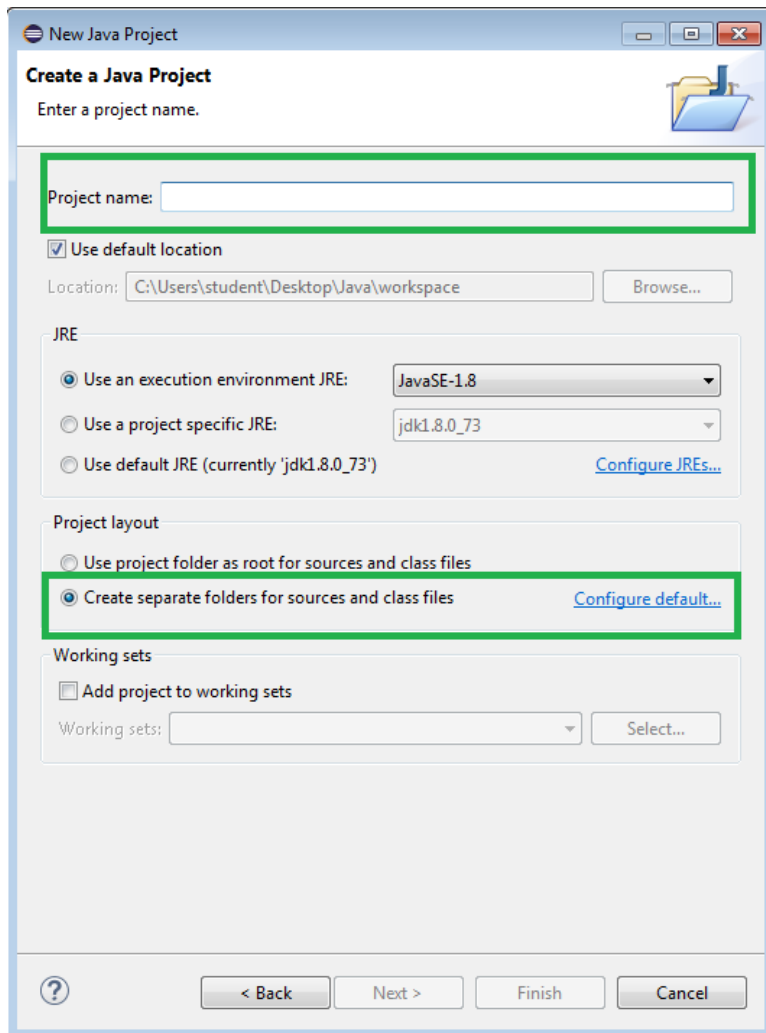 New Java Project
Create a Java Project
Enter a project name.
Project name:
Use default location
Location: C:\Users\student\Desktop\Java\workspace Browse...
JRE
Use an execution environment JRE: JavaSE-1.8
Use a project specific JRE: jdk1.8.0_73
Use default JRE (currently 'jdk1.8.0_73') Configure JREs...
Project layout
Use project folder as root for sources and class files
Create separate folders for sources and class files Configure default...
Working sets
Add project to working sets
Working sets: Select...
? < Back Next > Finish Cancel